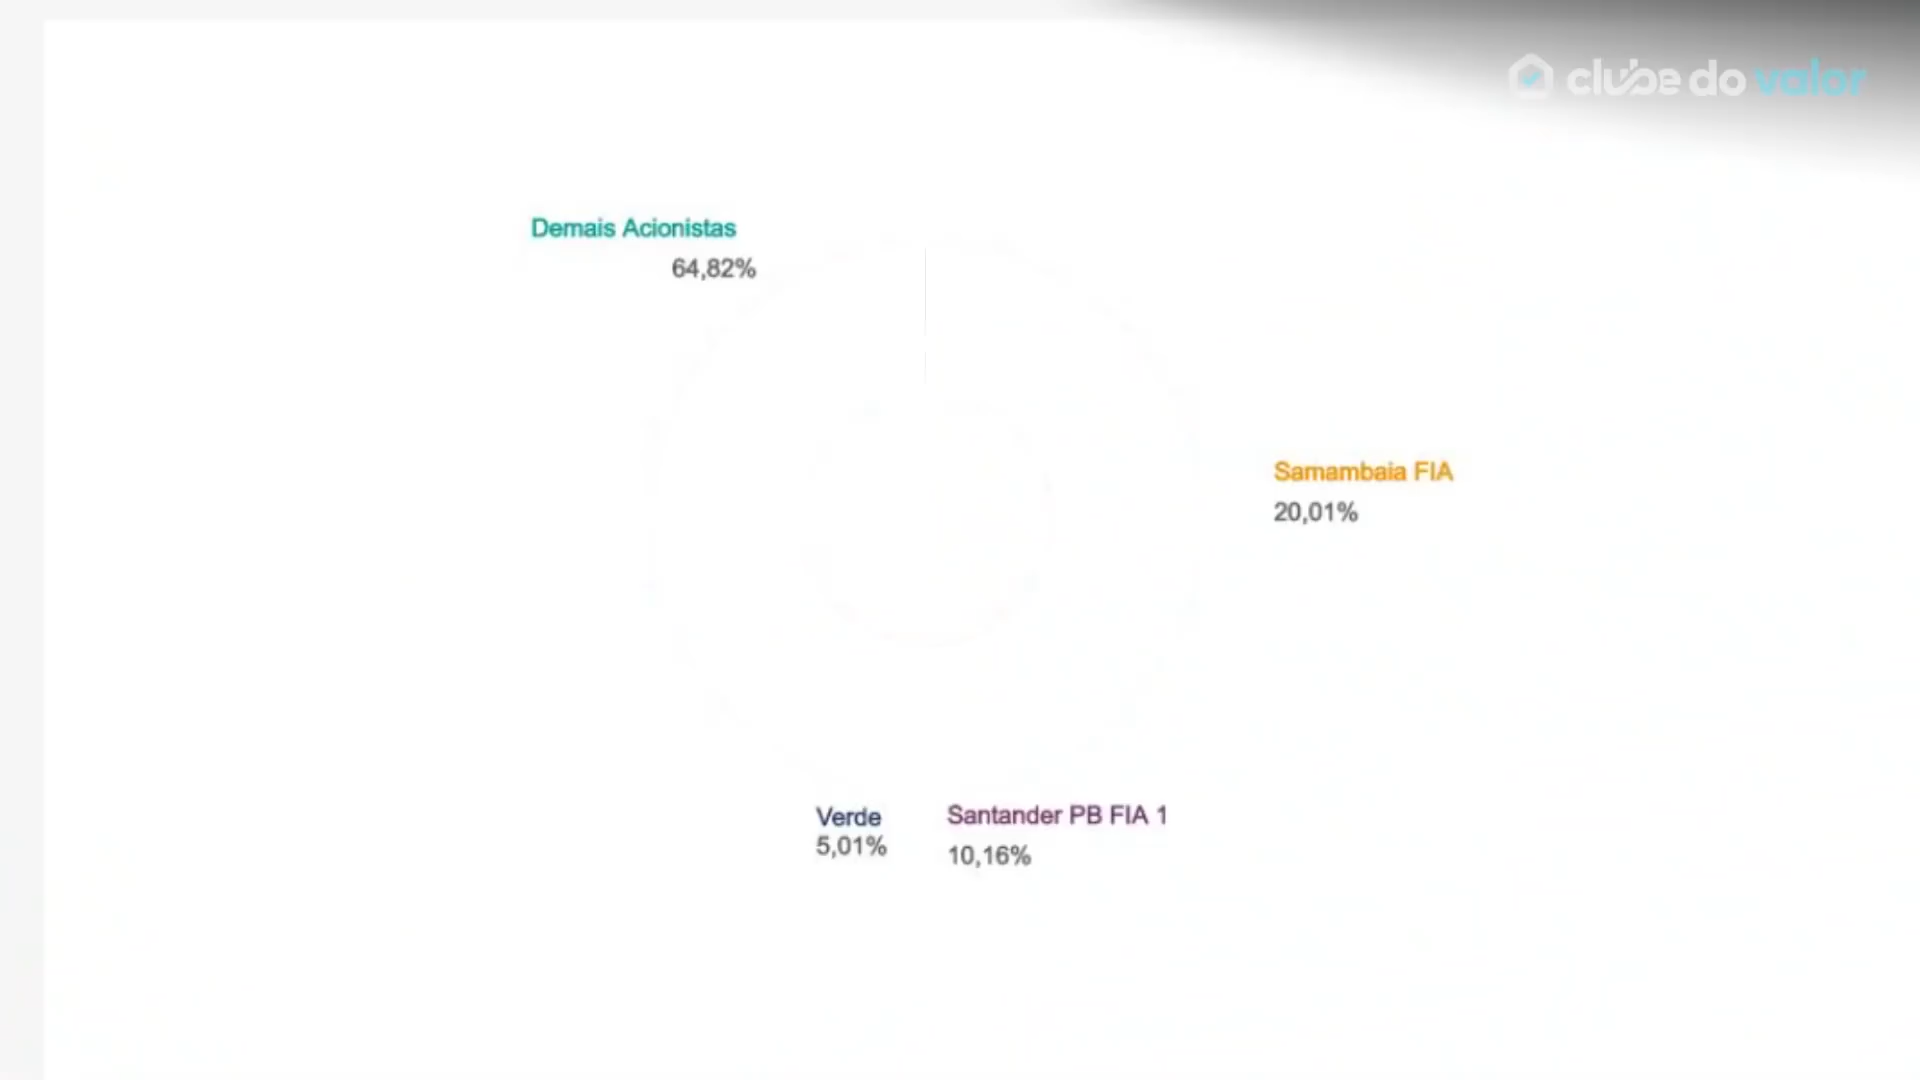 clube do valor
Demais Acionistas
64,82%
Samambaia FIA
20,01%
Verde
5,01%
Santander PB FIA 1
10,16%